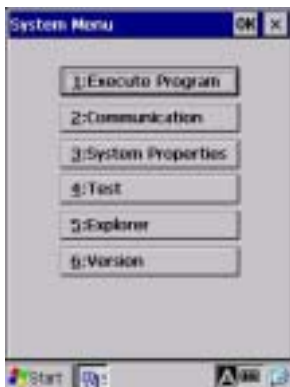 System Menu OK ×
1:Execute Program
2:Communication
3:System Properties
4:Test
5:Explorer
6:Version
Start
A